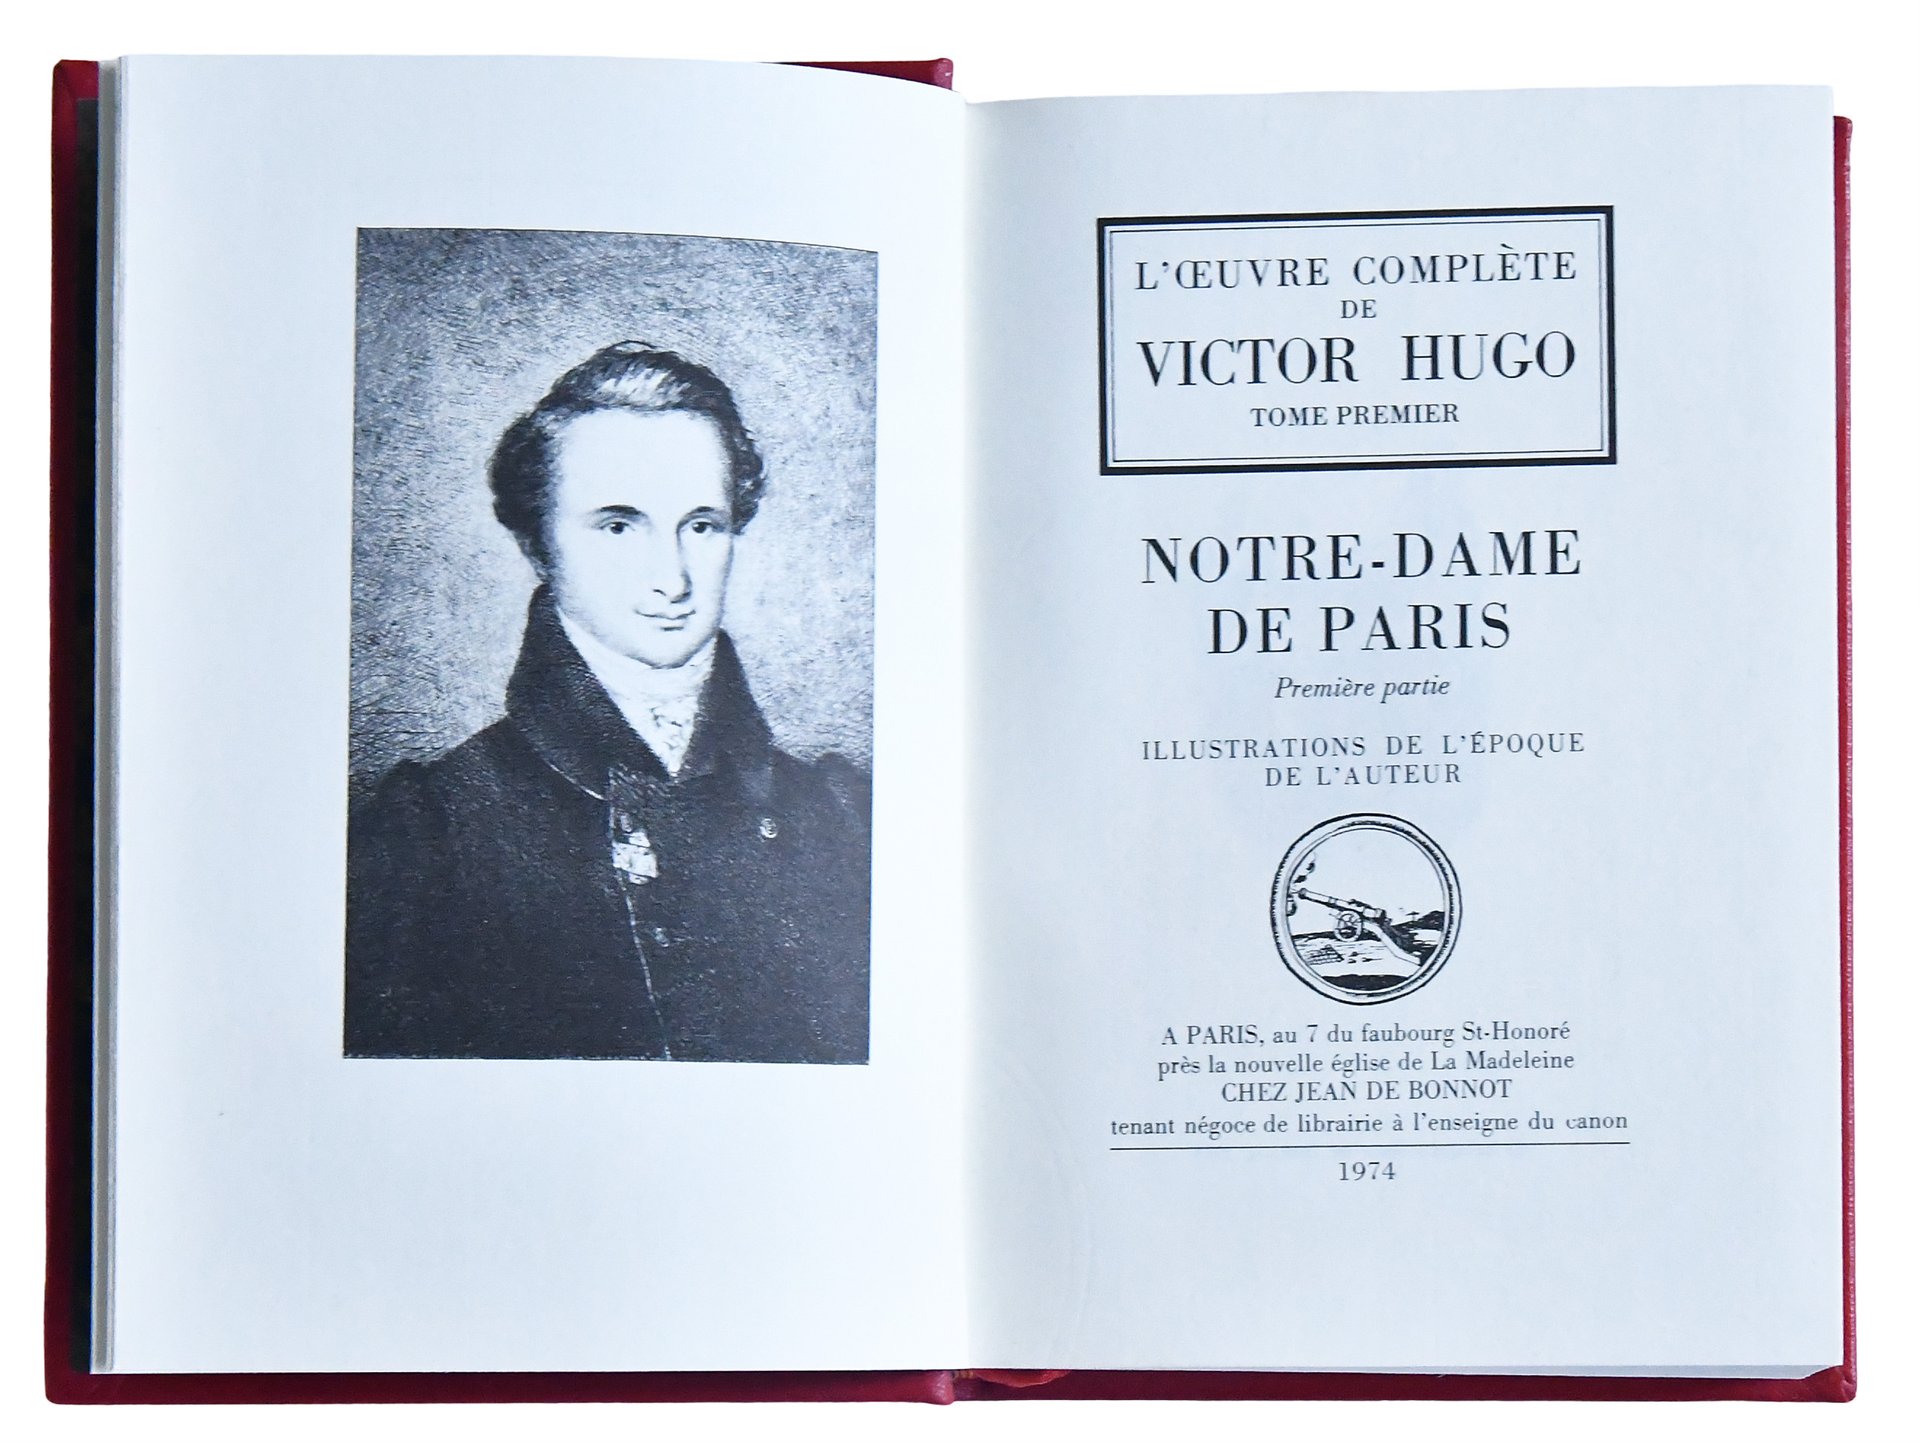 L'ŒUVRE COMPLÈTE
DE
VICTOR HUGO
TOME PREMIER
NOTRE-DAME
DE PARIS
Première partie
ILLUSTRATIONS DE L'ÉPOQUE
DE L'AUTEUR
A PARIS, au 7 du faubourg St-Honoré
près la nouvelle église de La Madeleine
CHEZ JEAN DE BONNOT
tenant négoce de librairie à l'enseigne du canon
1974